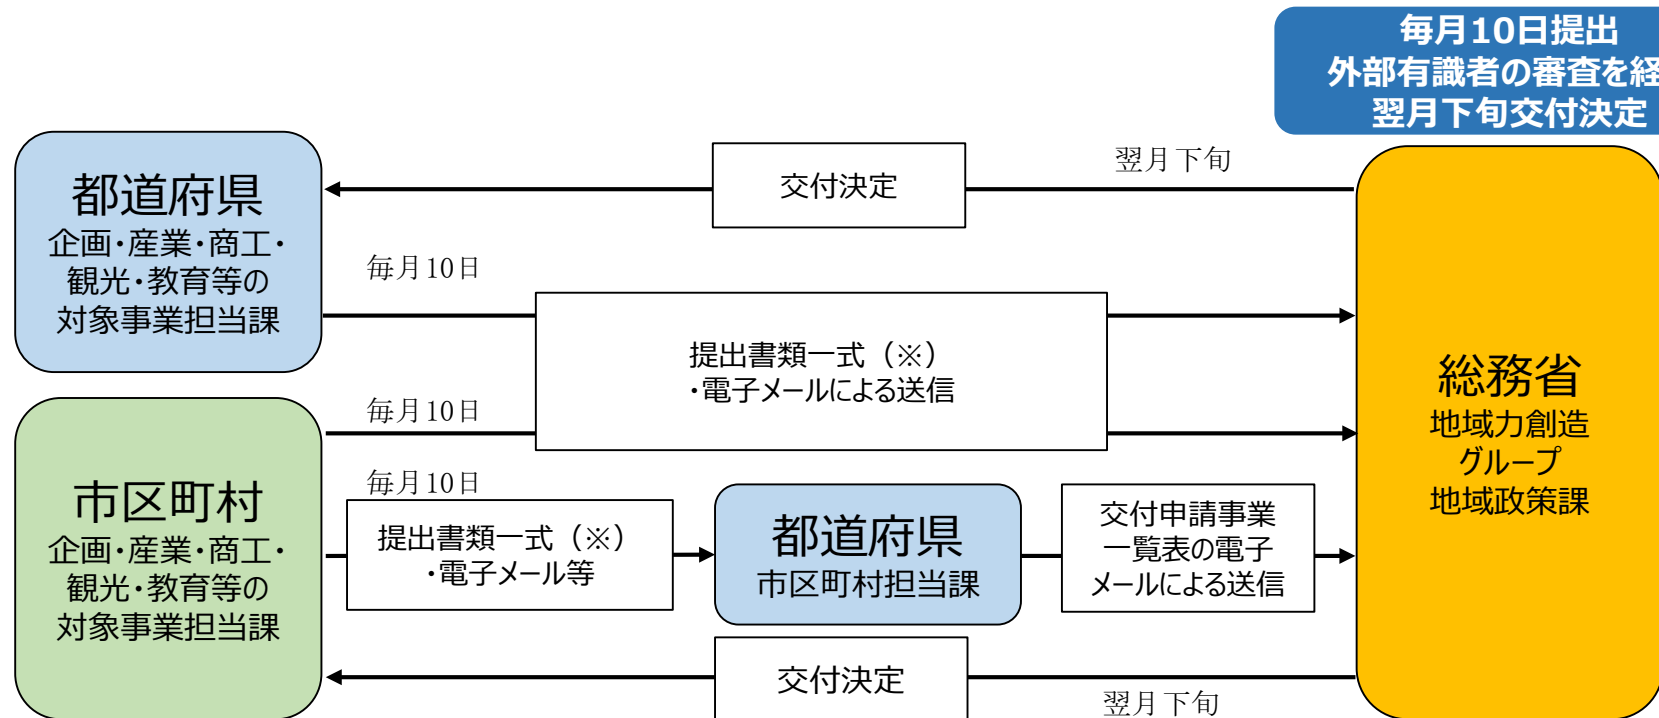 毎月10日提出
外部有識者の審査を経
翌月下旬交付決定
都道府県
企画・産業・商工・
観光・教育等の
対象事業担当課
交付決定
翌月下旬
毎月10日
提出書類一式（※）
・電子メールによる送信
毎月10日
総務省
地域力創造
グループ
地域政策課
市区町村
企画・産業・商工・
観光・教育等の
対象事業担当課
毎月10日
提出書類一式（※）
・電子メール等
都道府県
市区町村担当課
交付申請事業
一覧表の電子
メールによる送信
交付決定
翌月下旬